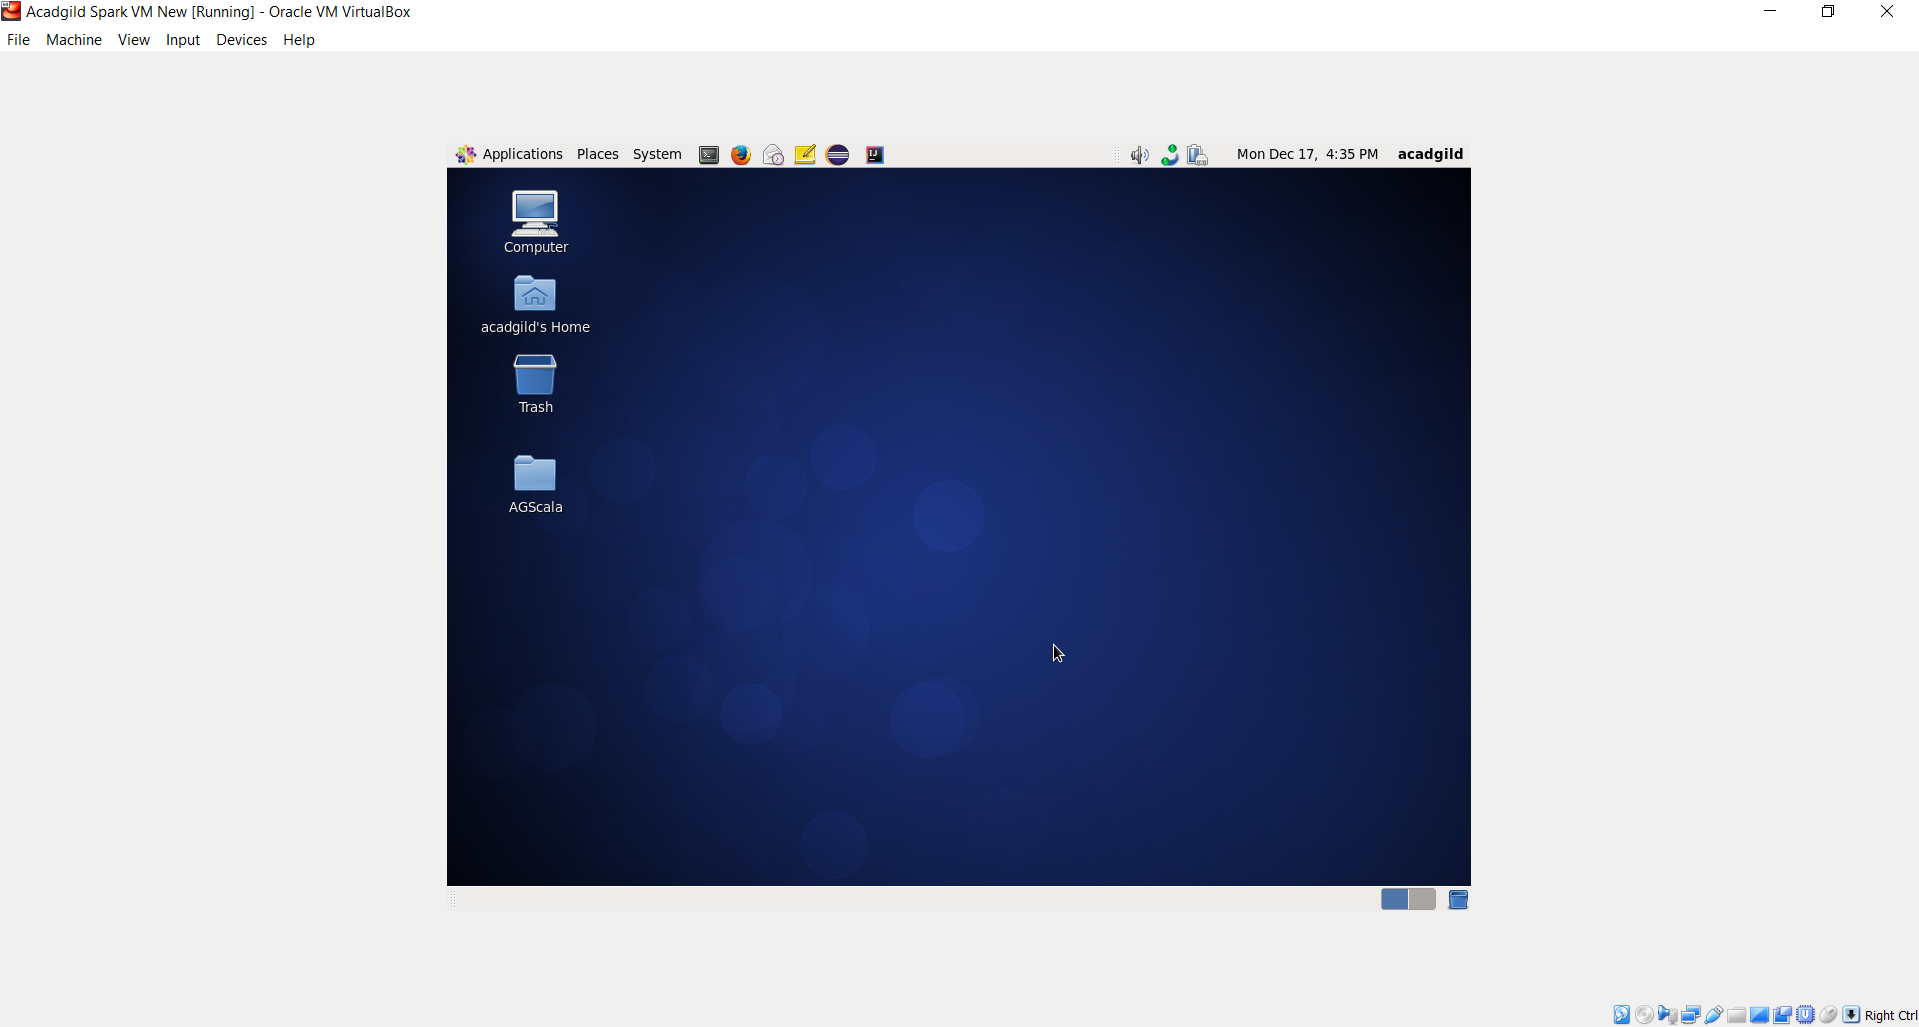 Acadgild Spark VM New [Running] - Oracle VM VirtualBox
File Machine View Input Devices Help
Applications Places System Mon Dec 17, 4:35 PM acadgild
Computer
acadgild's Home
Trash
AGScala
Right Ctrl